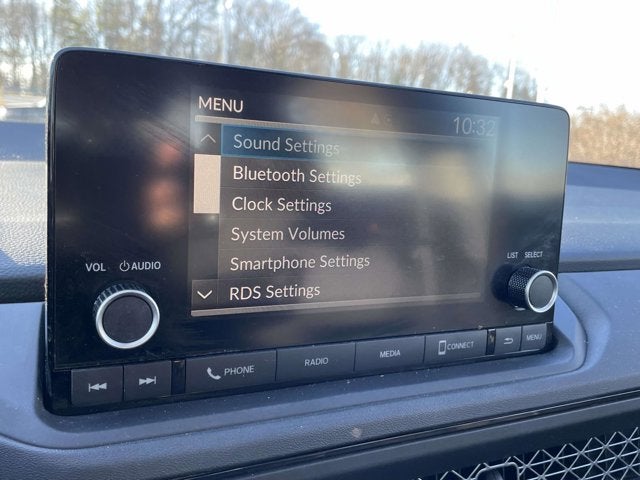 MENU
10:32
Sound Settings
Bluetooth Settings
Clock Settings
System Volumes
Smartphone Settings
RDS Settings
VOL AUDIO
LIST SELECT
PHONE
RADIO
MEDIA
CONNECT
MENU